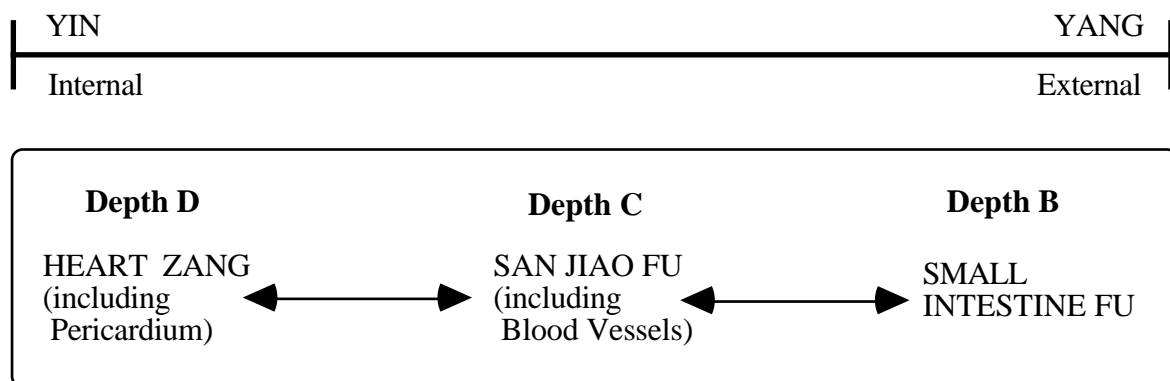 YIN YANG
Internal External
Depth D Depth C Depth B
HEART ZANG
(including
Pericardium)
SAN JIAO FU
(including
Blood Vessels)
SMALL
INTESTINE FU